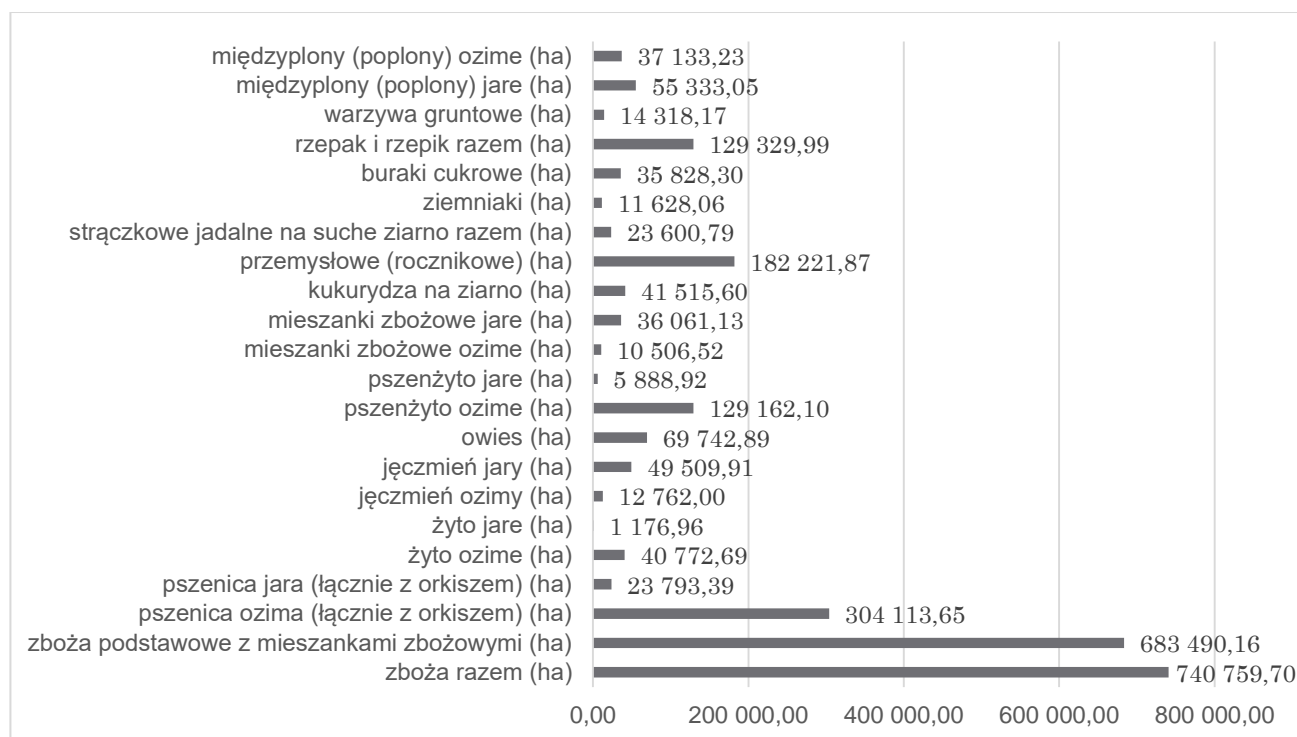 międzyplony (poplony) ozime (ha) 37 133,23
międzyplony (poplony) jare (ha) 55 333,05
warzywa gruntowe (ha) 14 318,17
rzepak i rzepik razem (ha) 129 329,99
buraki cukrowe (ha) 35 828,30
ziemniaki (ha) 11 628,06
strączkowe jadalne na suche ziarno razem (ha) 23 600,79
przemysłowe (rocznikowe) (ha) 182 221,87
kukurydza na ziarno (ha) 41 515,60
mieszanki zbożowe jare (ha) 36 061,13
mieszanki zbożowe ozime (ha) 10 506,52
pszenżyto jare (ha) 5 888,92
pszenżyto ozime (ha) 129 162,10
owies (ha) 69 742,89
jęczmień jary (ha) 49 509,91
jęczmień ozimy (ha) 12 762,00
żyto jare (ha) 1 176,96
żyto ozime (ha) 40 772,69
pszenica jara (łącznie z orkiszem) (ha) 23 793,39
pszenica ozima (łącznie z orkiszem) (ha) 304 113,65
zboża podstawowe z mieszankami zbożowymi (ha) 683 490,16
zboża razem (ha) 740 759,70
0,00 200 000,00 400 000,00 600 000,00 800 000,00